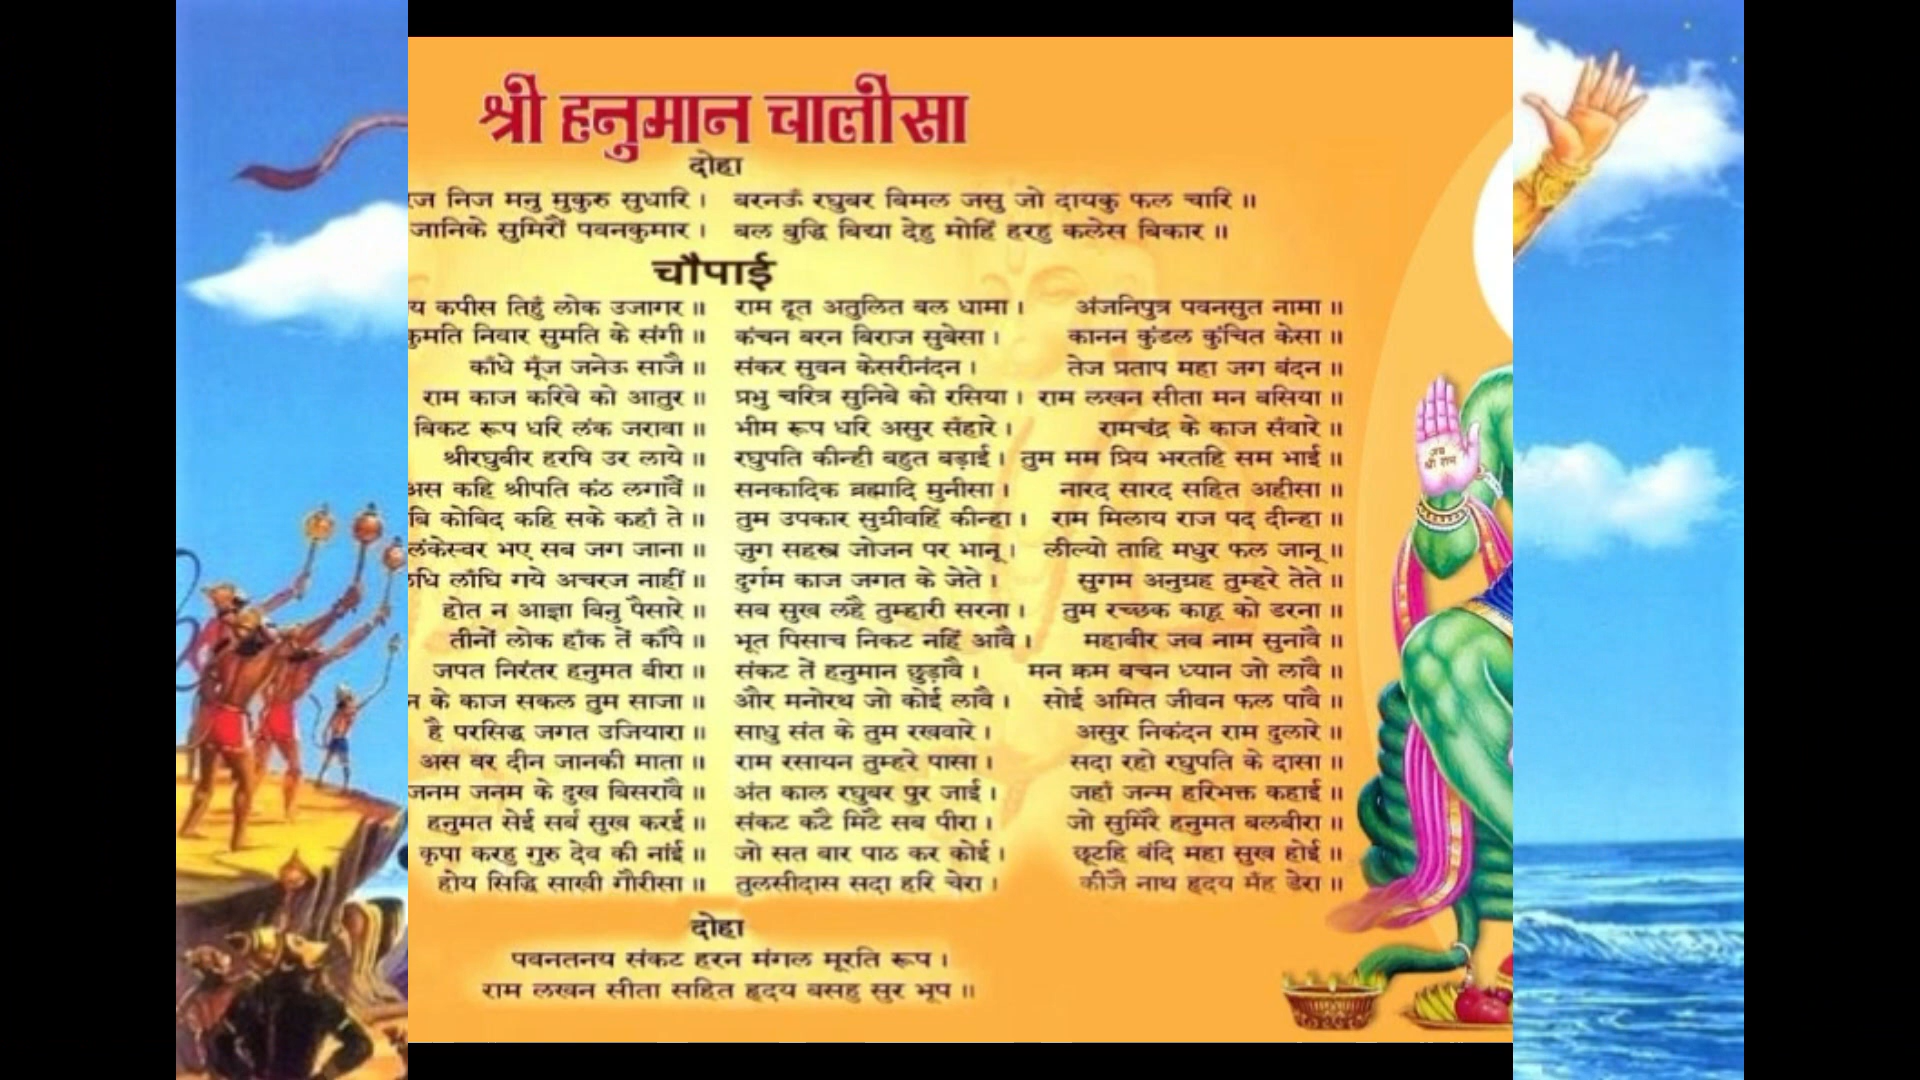 श्री हनुमान चालीसा
दोहा
निज मनु मुकुरु सुधारि । बरनऊँ रघुबर बिमल जसु जो दायकु फल चारि ॥
जानिके सुमिरौं पवनकुमार । बल बुद्धि बिद्या देहु मोहिं हरहु कलेस बिकार ॥
चौपाई
कपीस तिहुँ लोक उजागर ॥ राम दूत अतुलित बल धामा । अंजनिपुत्र पवनसुत नामा ॥
कुमति निवार सुमति के संगी ॥ कंचन बरन बिराज सुबेसा । कानन कुंडल कुंचित केसा ॥
काँधे मूँज जनेऊ साजै ॥ संकर सुवन केसरीनंदन । तेज प्रताप महा जग बंदन ॥
राम काज करिबे को आतुर ॥ प्रभु चरित्र सुनिबे को रसिया । राम लखन सीता मन बसिया ॥
बिकट रूप धरि लंक जरावा ॥ भीम रूप धरि असुर सँहारे । रामचंद्र के काज सँवारे ॥
श्रीरघुबीर हरषि उर लाये ॥ रघुपति कीन्ही बहुत बड़ाई । तुम मम प्रिय भरतहि सम भाई ॥
अस कहि श्रीपति कंठ लगावैं ॥ सनकादिक ब्रह्मादि मुनीसा । नारद सारद सहित अहीसा ॥
कोबिद कहि सके कहाँ ते ॥ तुम उपकार सुग्रीवहिं कीन्हा । राम मिलाय राज पद दीन्हा ॥
लंकेस्वर भए सब जग जाना ॥ जुग सहस्त्र जोजन पर भानू । लील्यो ताहि मधुर फल जानू ॥
लाँघि गये अचरज नाहीं ॥ दुर्गम काज जगत के जेते । सुगम अनुग्रह तुम्हरे तेते ॥
होत न आज्ञा बिनु पैसारे ॥ सब सुख लहै तुम्हारी सरना । तुम रच्छक काहू को डरना ॥
तीनों लोक हाँक तें काँपै ॥ भूत पिसाच निकट नहिं आवै । महाबीर जब नाम सुनावै ॥
जपत निरंतर हनुमत बीरा ॥ संकट तें हनुमान छुड़ावै । मन क्रम बचन ध्यान जो लावै ॥
के काज सकल तुम साजा ॥ और मनोरथ जो कोई लावै । सोई अमित जीवन फल पावै ॥
है परसिद्ध जगत उजियारा ॥ साधु संत के तुम रखवारे । असुर निकंदन राम दुलारे ॥
अस बर दीन जानकी माता ॥ राम रसायन तुम्हरे पासा । सदा रहो रघुपति के दासा ॥
जनम जनम के दुख बिसरावै ॥ अंत काल रघुबर पुर जाई । जहाँ जन्म हरिभक्त कहाई ॥
हनुमत सेई सर्ब सुख करई ॥ संकट कटै मिटै सब पीरा । जो सुमिरै हनुमत बलबीरा ॥
कृपा करहु गुरु देव की नांई ॥ जो सत बार पाठ कर कोई । छूटहि बंदि महा सुख होई ॥
होय सिद्धि साखी गौरीसा ॥ तुलसीदास सदा हरि चेरा । कीजै नाथ हृदय मँह डेरा ॥
दोहा
पवनतनय संकट हरन मंगल मूरति रूप ।
राम लखन सीता सहित हृदय बसहु सुर भूप ॥
जय श्री राम